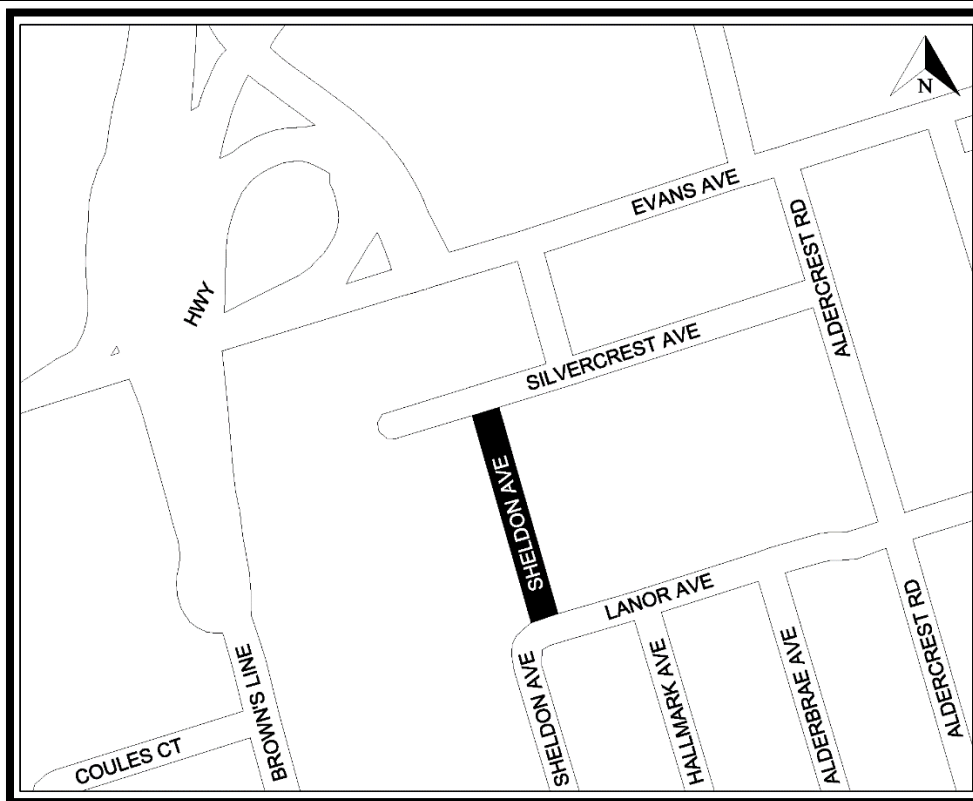 N
EVANS AVE
ALDERCREST RD
HWY
SILVERCREST AVE
SHELDON AVE
LANOR AVE
BROWN'S LINE
SHELDON AVE
HALLMARK AVE
ALDERBRAE AVE
ALDERCREST RD
COULES CT